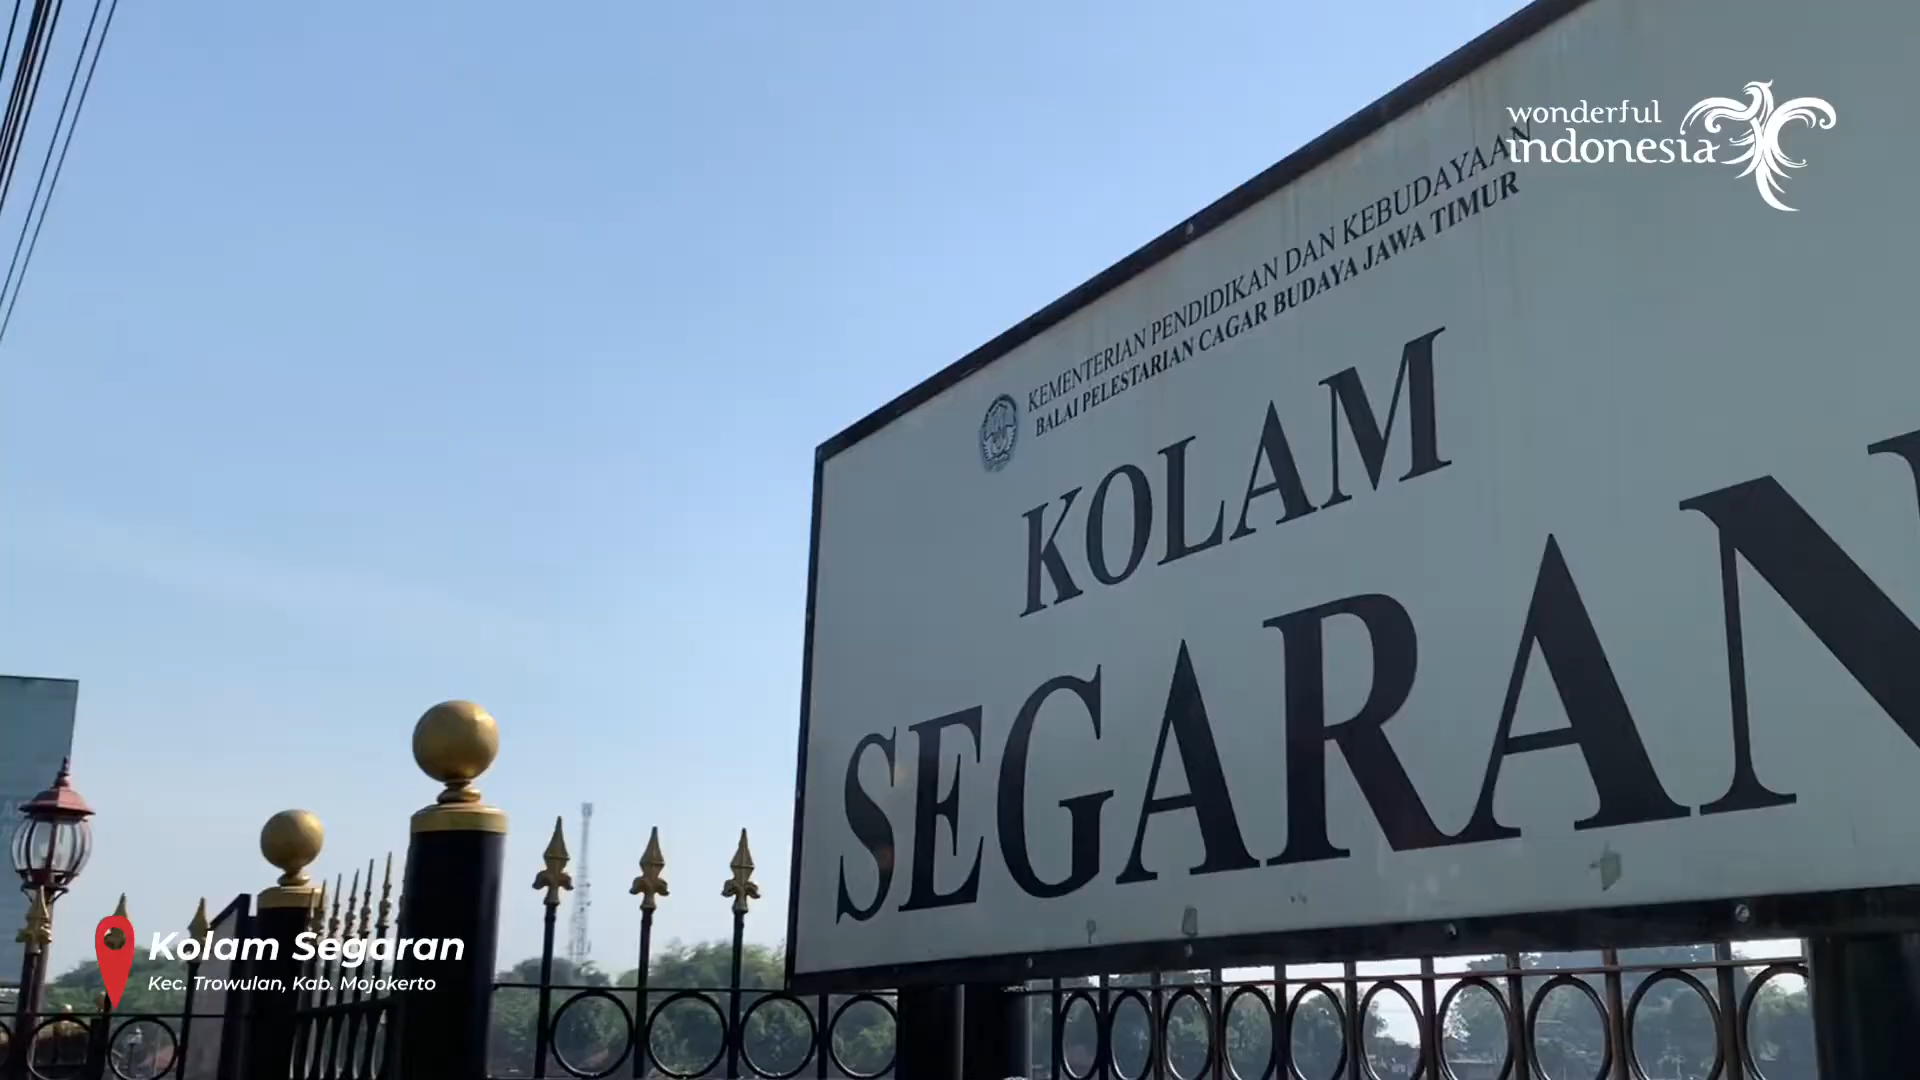 wonderful
indonesia
KEMENTERIAN PENDIDIKAN DAN KEBUDAYAAN
BALAI PELESTARIAN CAGAR BUDAYA JAWA TIMUR
KOLAM
SEGARAN
Kolam Segaran
Kec. Trowulan, Kab. Mojokerto